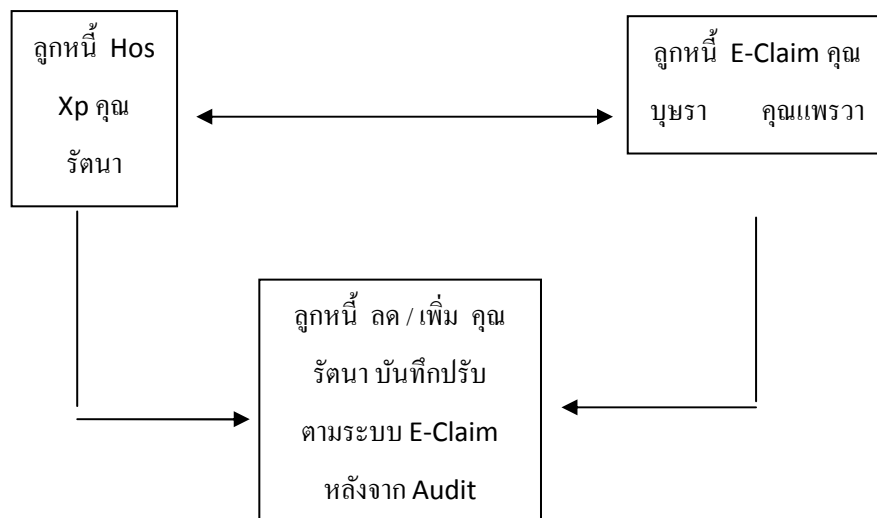 ลูกหนี้ Hos
Xp คุณ
รัตนา
ลูกหนี้ E-Claim คุณ
บุษรา คุณแพรวา
ลูกหนี้ ลด / เพิ่ม คุณ
รัตนา บันทึกปรับ
ตามระบบ E-Claim
หลังจาก Audit